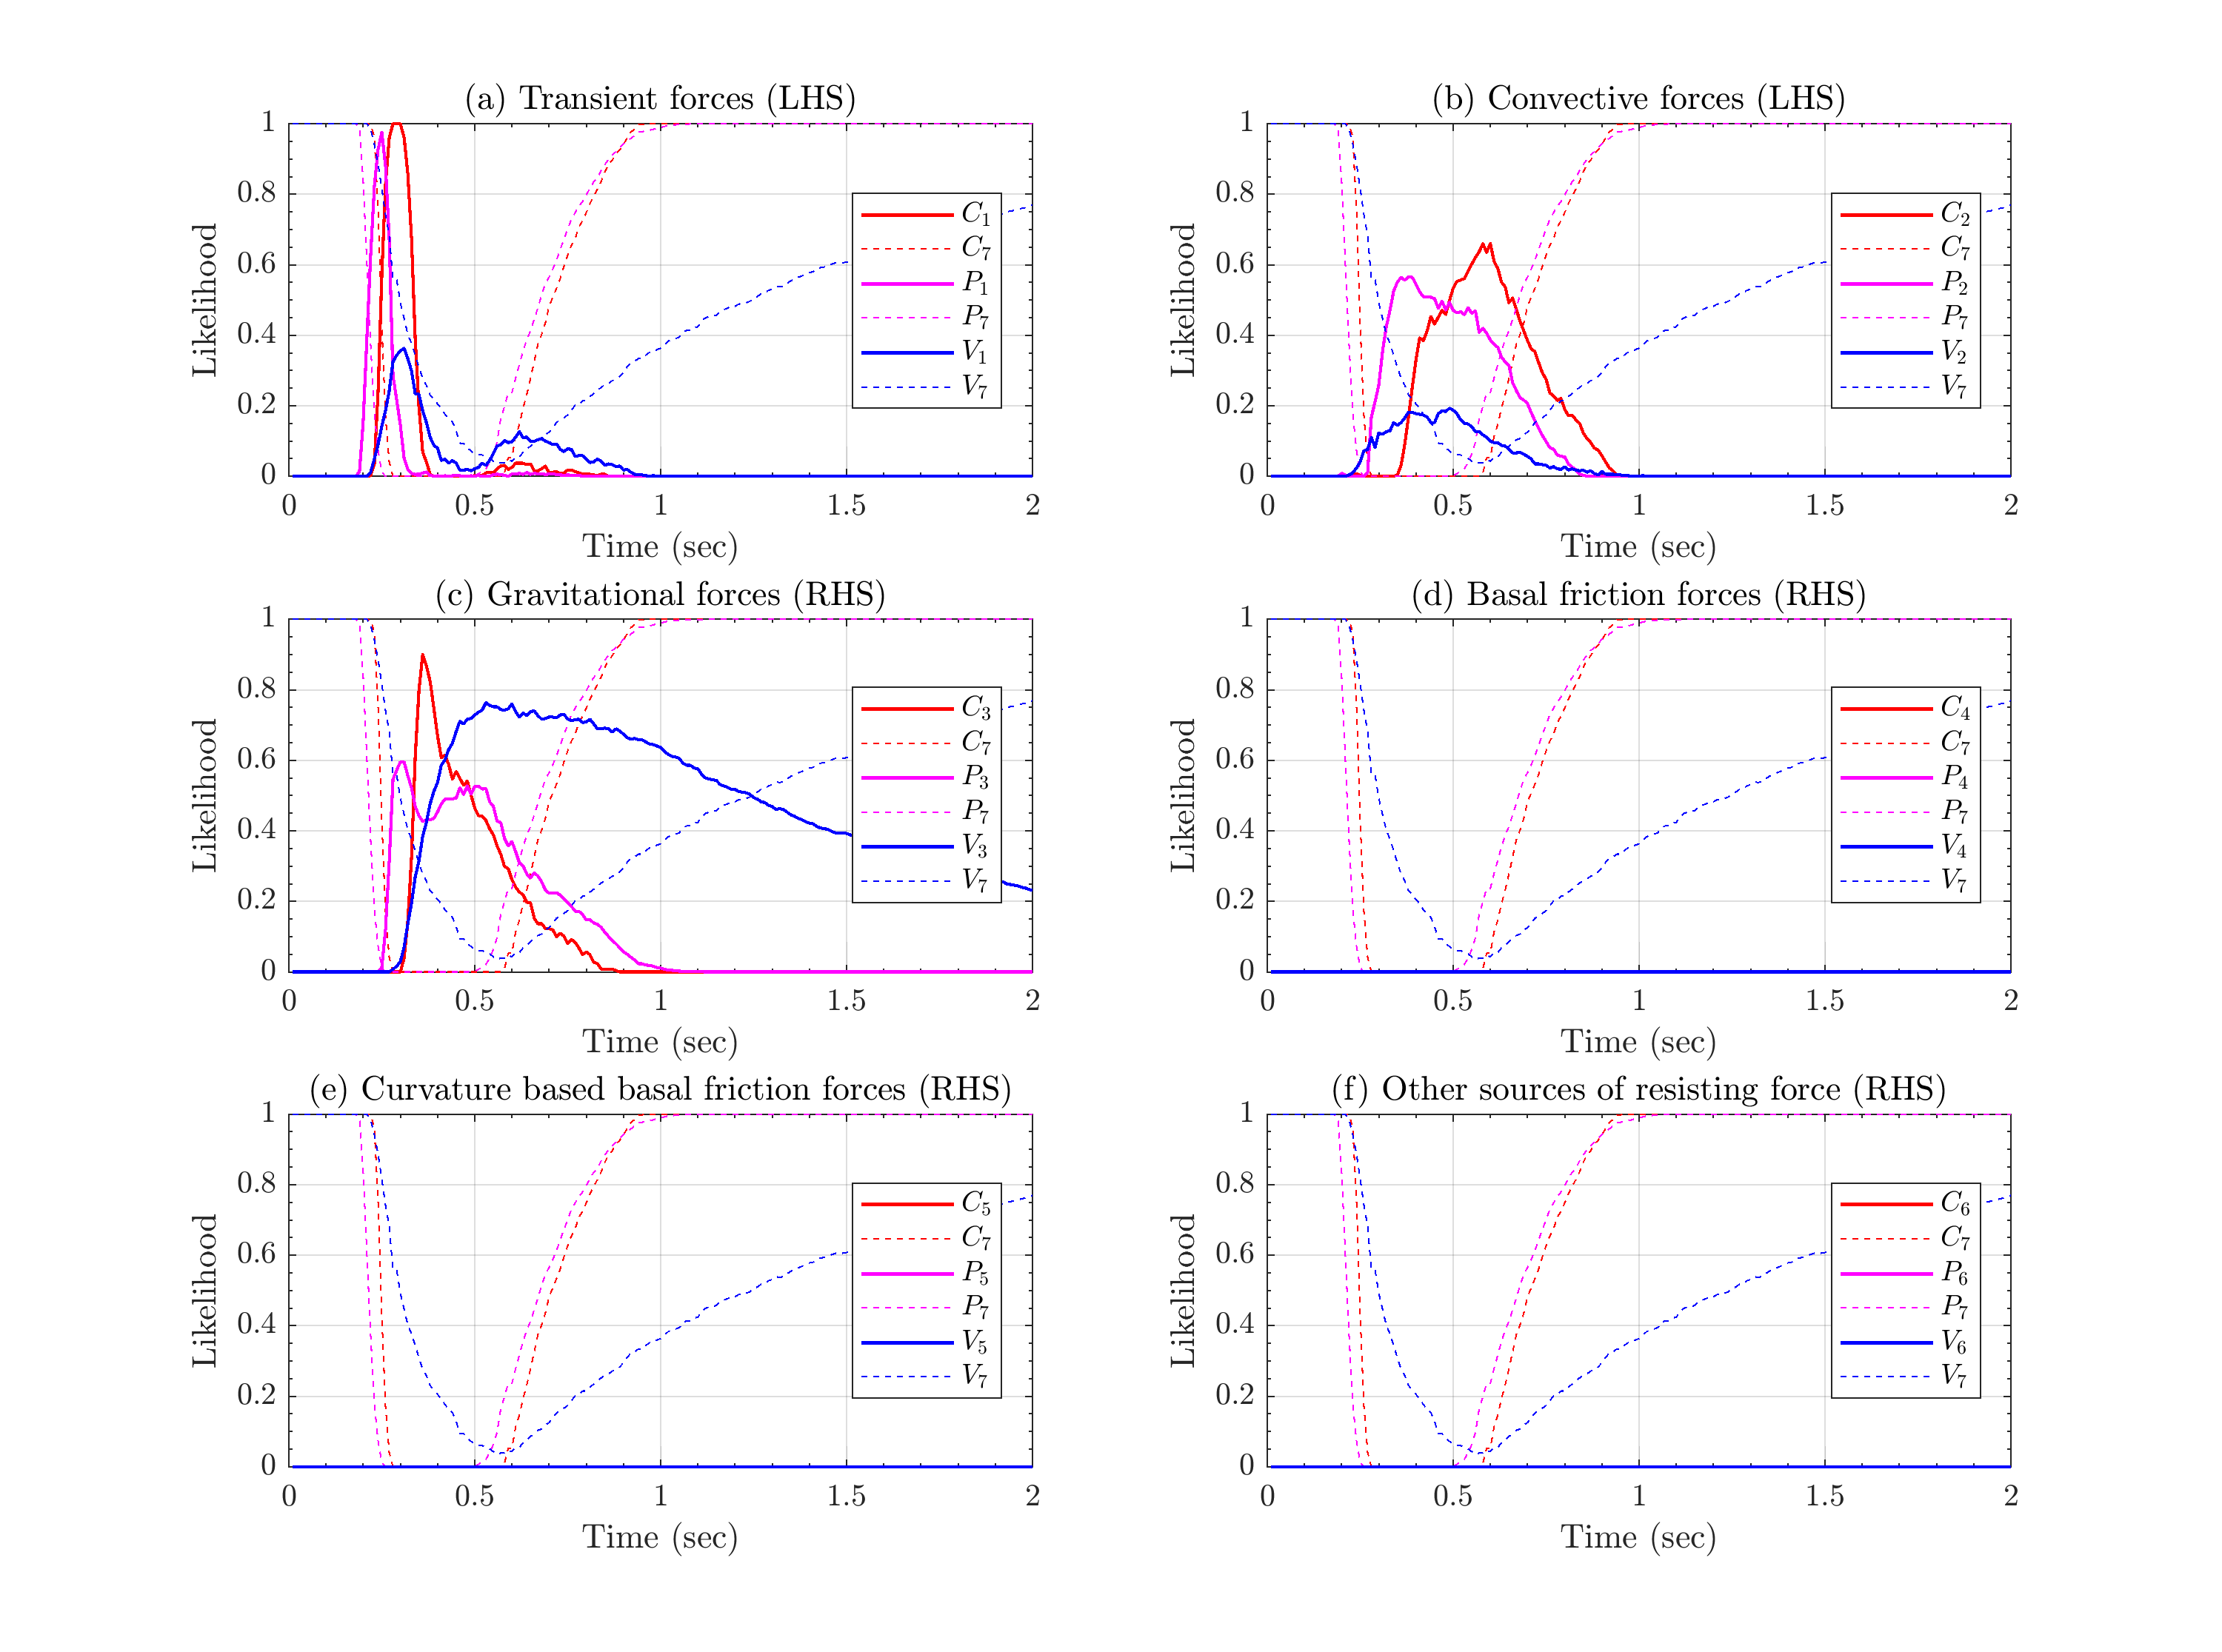 (a) Transient forces (LHS)
Likelihood
1
0.8
0.6
0.4
0.2
0
0 0.5 1 1.5 2
Time (sec)
C1
C7
P1
P7
V1
V7
(b) Convective forces (LHS)
Likelihood
1
0.8
0.6
0.4
0.2
0
0 0.5 1 1.5 2
Time (sec)
C2
C7
P2
P7
V2
V7
(c) Gravitational forces (RHS)
Likelihood
1
0.8
0.6
0.4
0.2
0
0 0.5 1 1.5 2
Time (sec)
C3
C7
P3
P7
V3
V7
(d) Basal friction forces (RHS)
Likelihood
1
0.8
0.6
0.4
0.2
0
0 0.5 1 1.5 2
Time (sec)
C4
C7
P4
P7
V4
V7
(e) Curvature based basal friction forces (RHS)
Likelihood
1
0.8
0.6
0.4
0.2
0
0 0.5 1 1.5 2
Time (sec)
C5
C7
P5
P7
V5
V7
(f) Other sources of resisting force (RHS)
Likelihood
1
0.8
0.6
0.4
0.2
0
0 0.5 1 1.5 2
Time (sec)
C6
C7
P6
P7
V6
V7